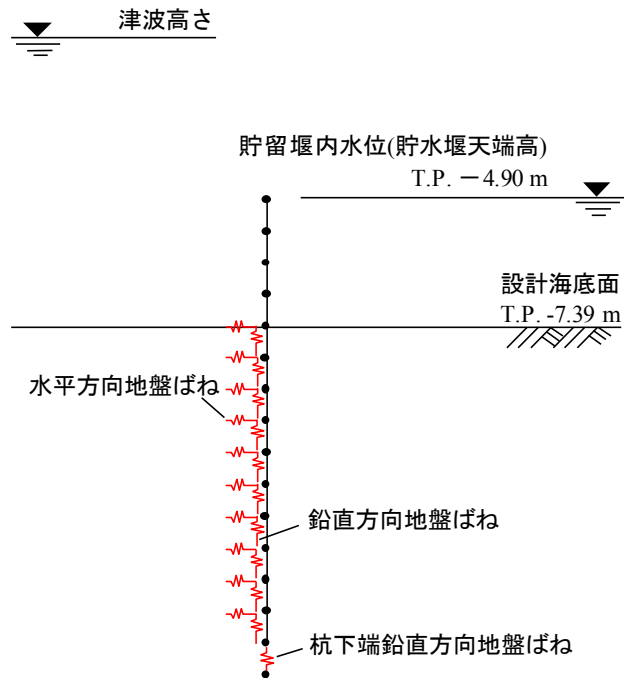 津波高さ
貯留堰内水位(貯水堰天端高)
T.P. －4.90 m
設計海底面
T.P. -7.39 m
水平方向地盤ばね
鉛直方向地盤ばね
杭下端鉛直方向地盤ばね